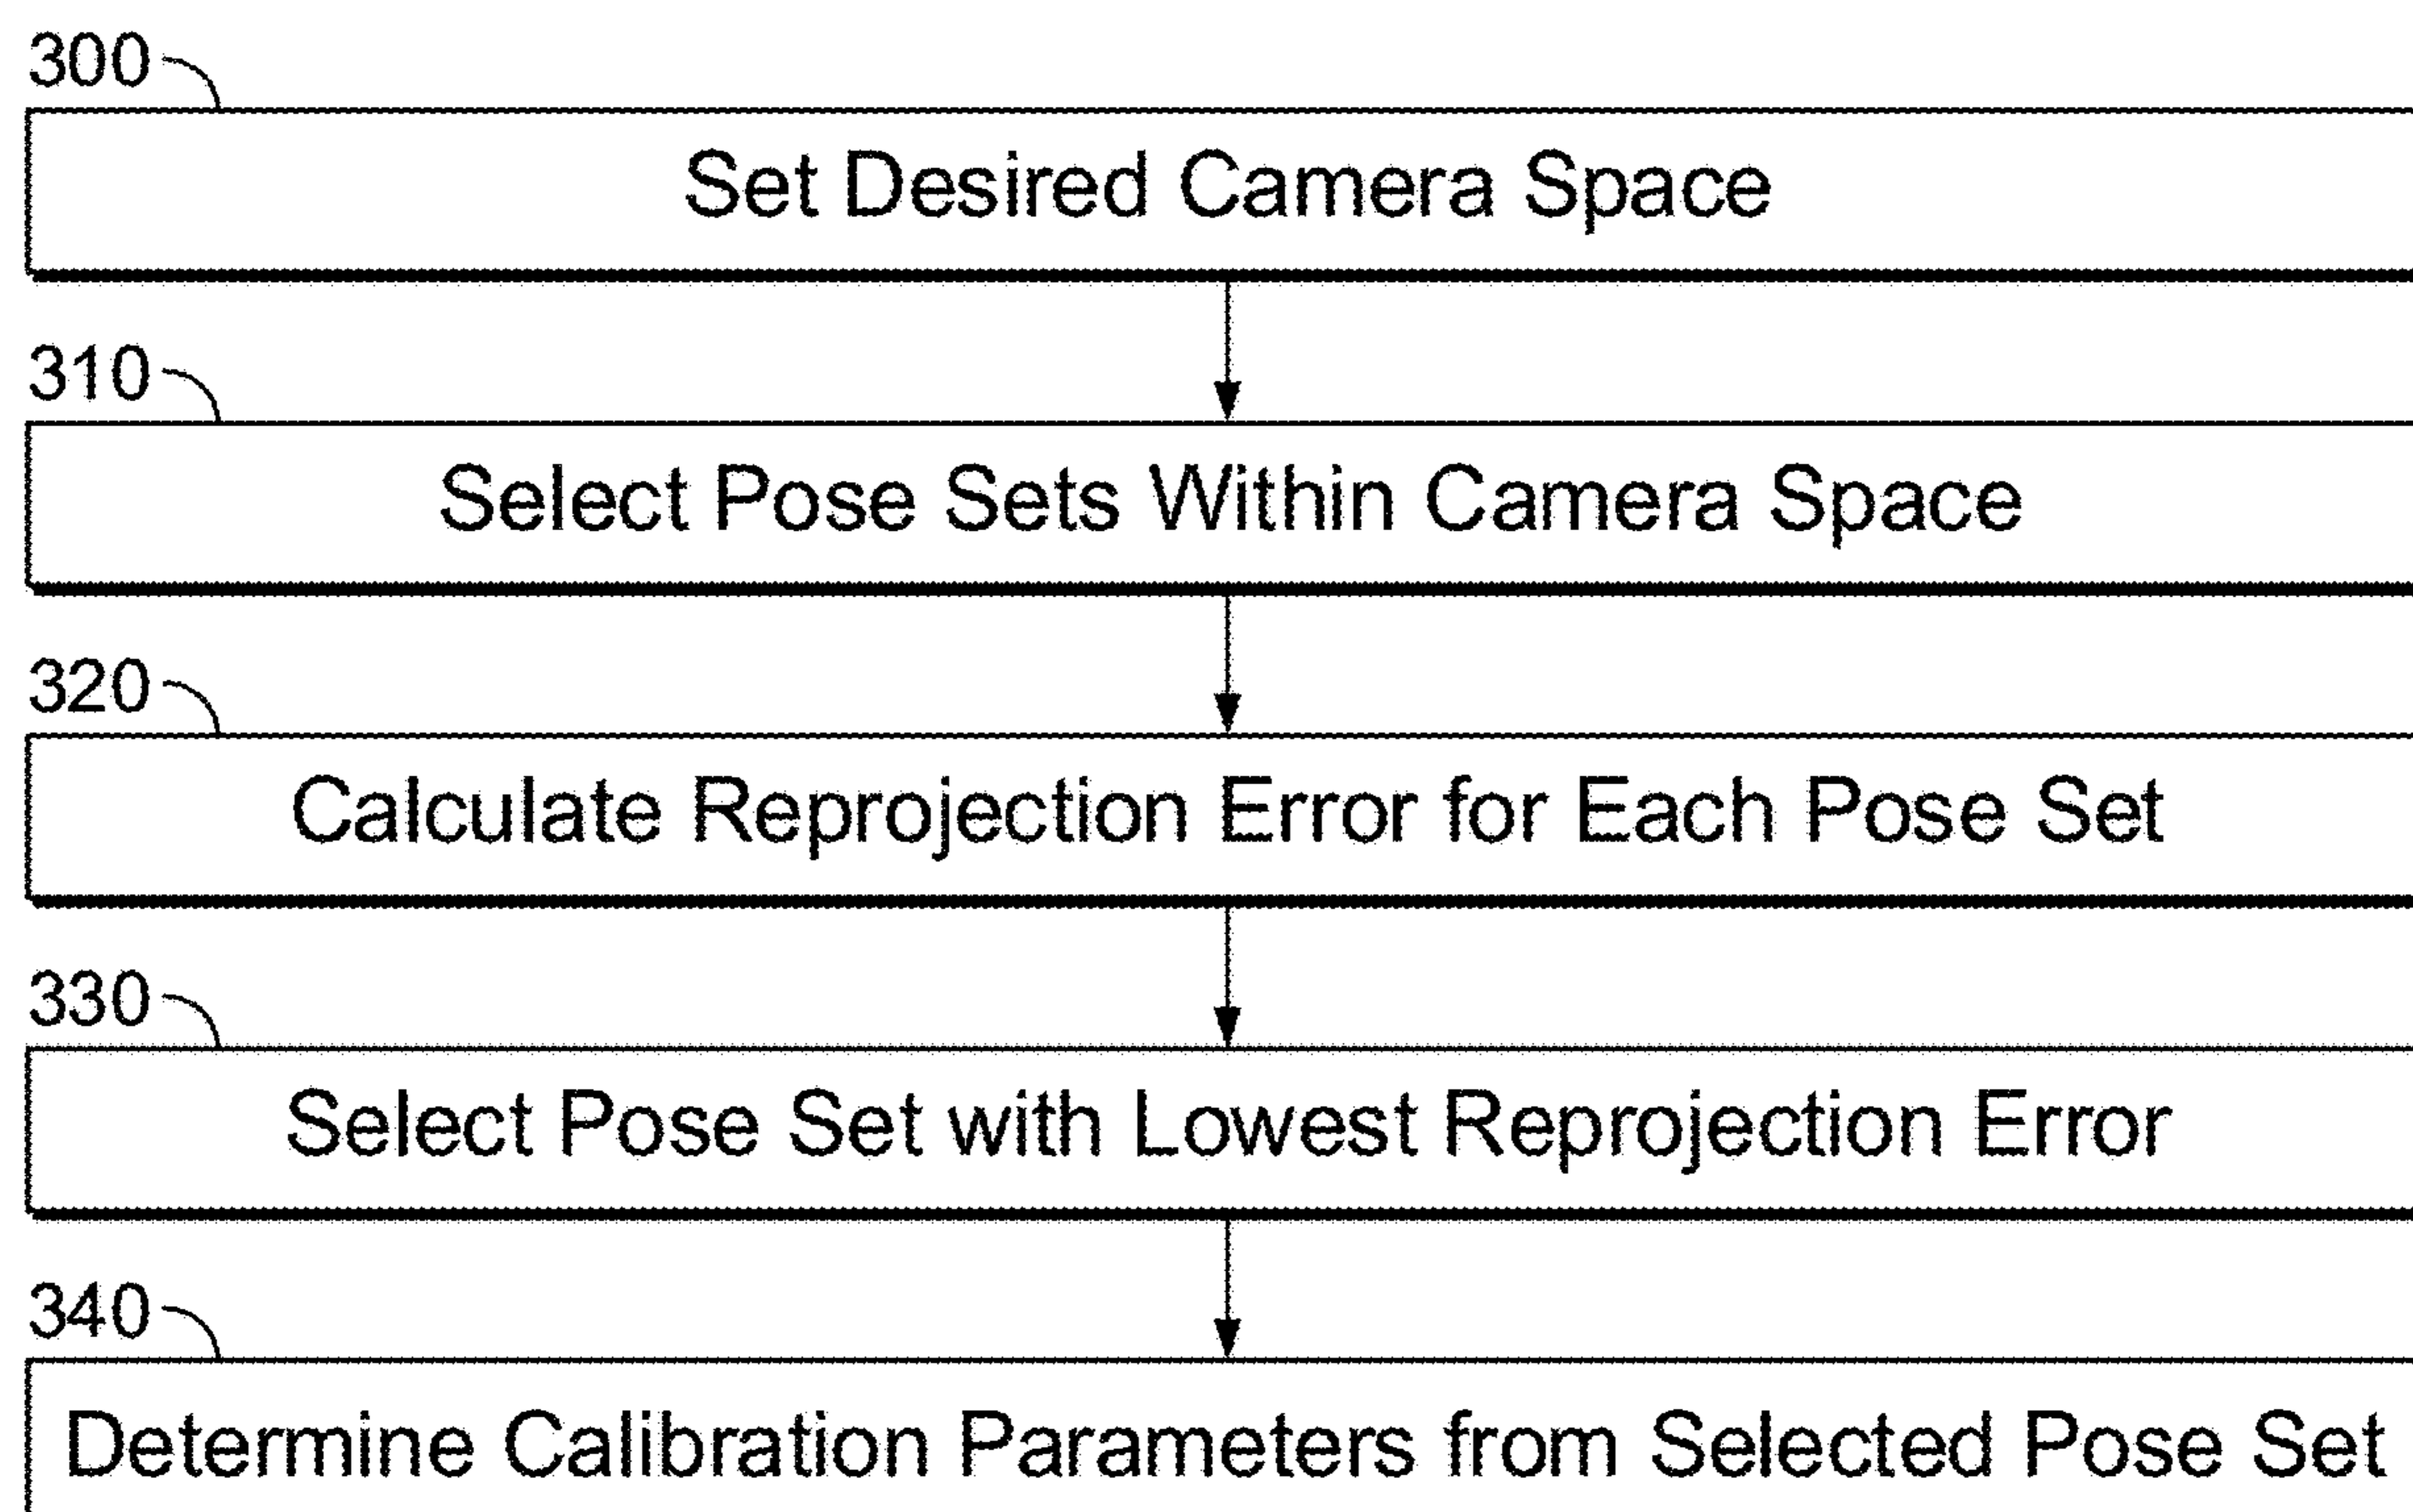 300
Set Desired Camera Space
310
Select Pose Sets Within Camera Space
320
Calculate Reprojection Error for Each Pose Set
330
Select Pose Set with Lowest Reprojection Error
340
Determine Calibration Parameters from Selected Pose Set